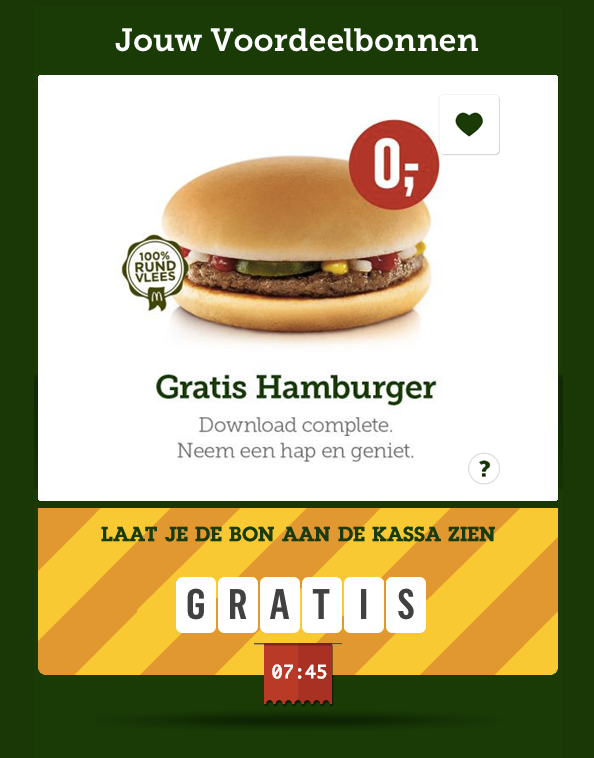 Jouw Voordeelbonnen
0,-
100%
RUND
VLEES
Gratis Hamburger
Download complete.
Neem een hap en geniet.
?
LAAT JE DE BON AAN DE KASSA ZIEN
GRATIS
07:45